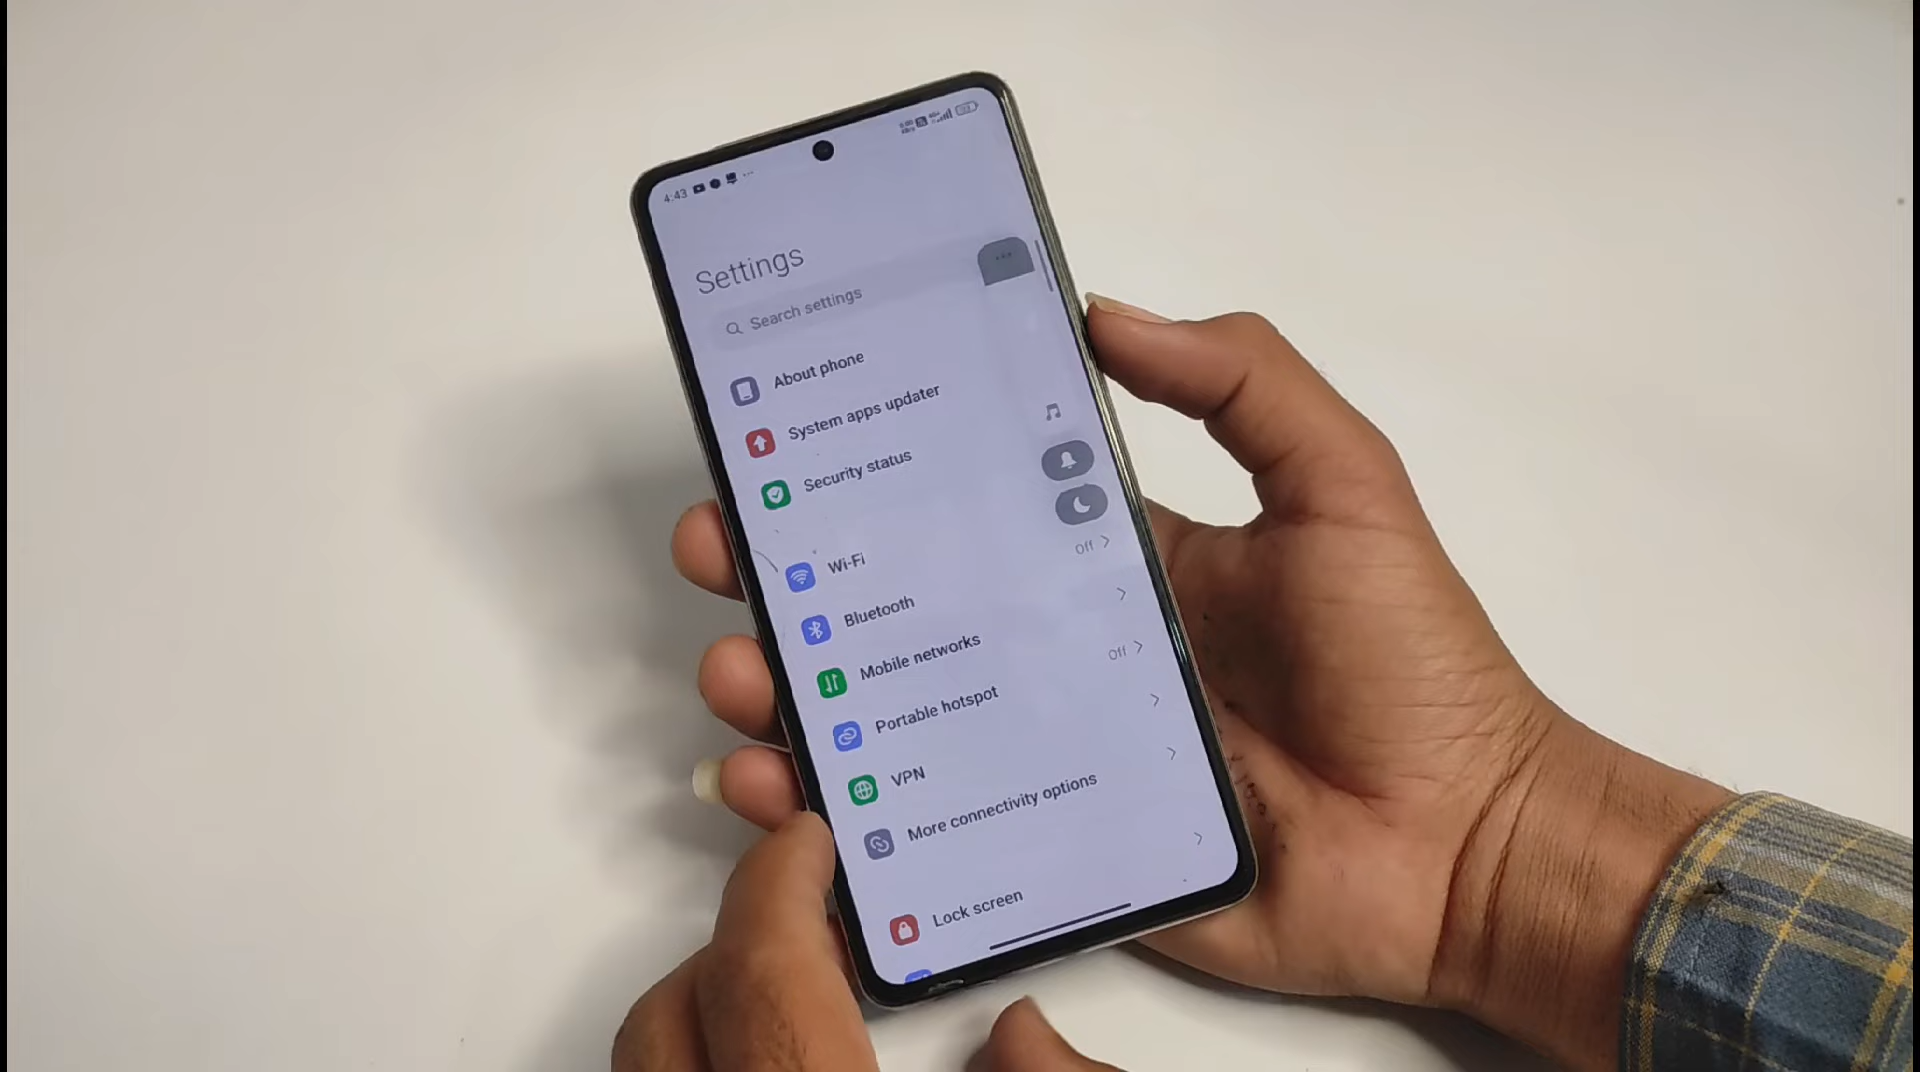 4:43
Settings
Search settings
About phone
System apps updater
Security status
Wi-Fi
Off
Bluetooth
Mobile networks
Off
Portable hotspot
VPN
More connectivity options
Lock screen